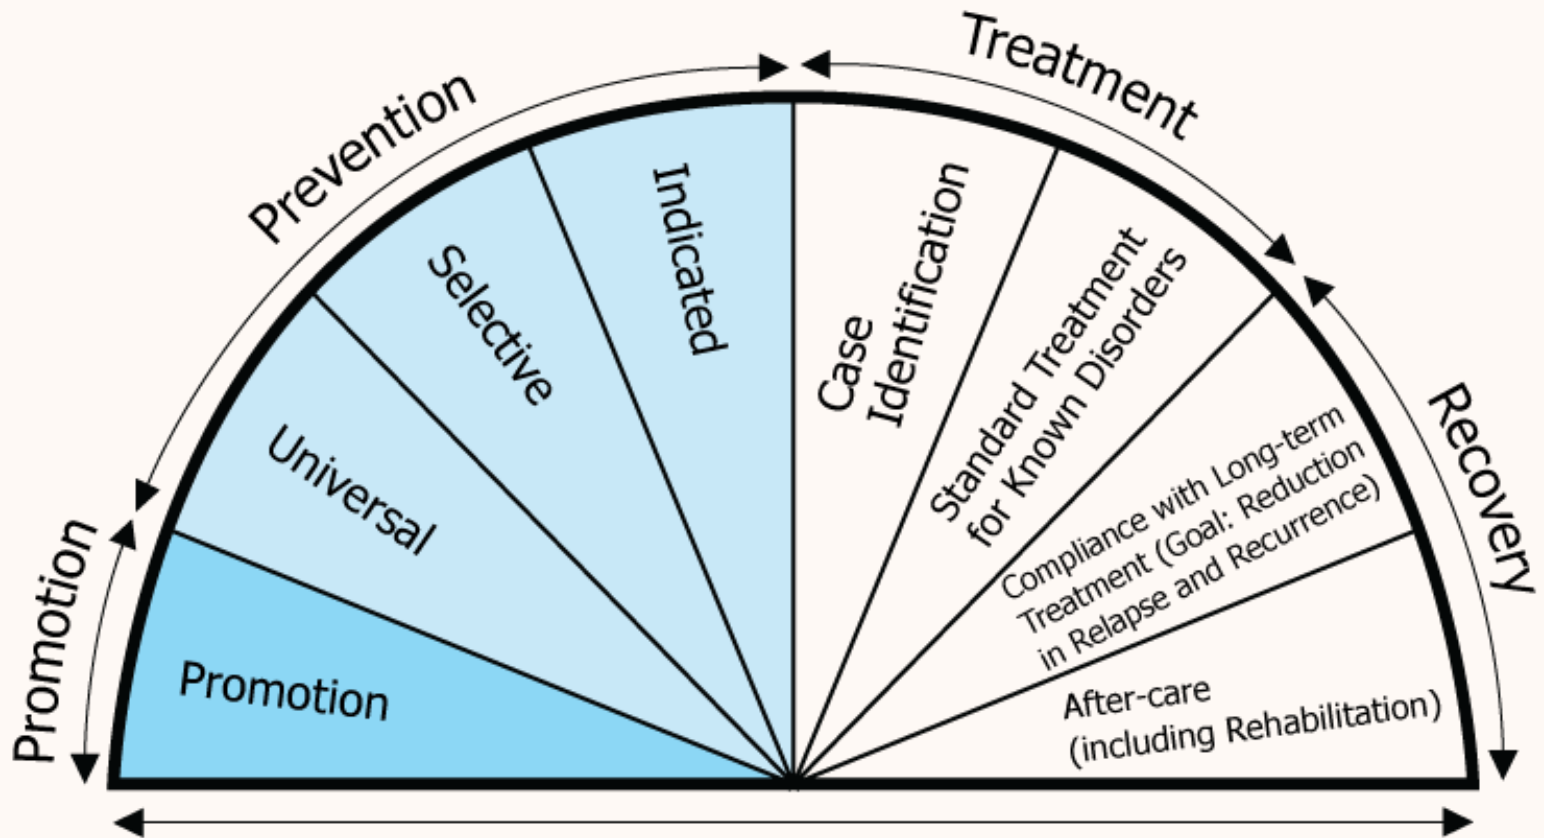 Promotion
Prevention
Treatment
Recovery
Promotion
Universal
Selective
Indicated
Case
Identification
Standard Treatment
for Known Disorders
Compliance with Long-term
Treatment (Goal: Reduction
in Relapse and Recurrence)
After-care
(including Rehabilitation)